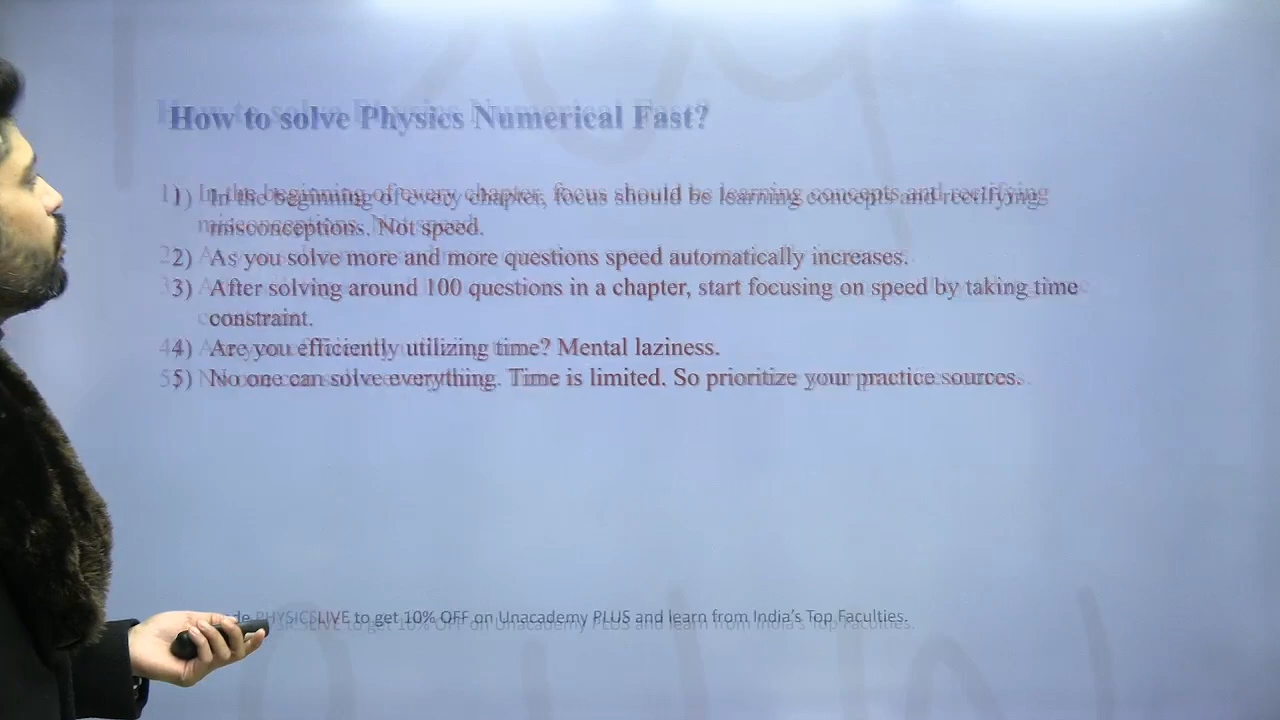 How to solve Physics Numerical Fast?
1) In the beginning of every chapter, focus should be learning concepts and rectifying
misconceptions. Not speed.
2) As you solve more and more questions speed automatically increases.
3) After solving around 100 questions in a chapter, start focusing on speed by taking time
constraint.
4) Are you efficiently utilizing time? Mental laziness.
5) No one can solve everything. Time is limited. So prioritize your practice sources.
PHYSICSLIVE to get 10% OFF on Unacademy PLUS and learn from India's Top Faculties.